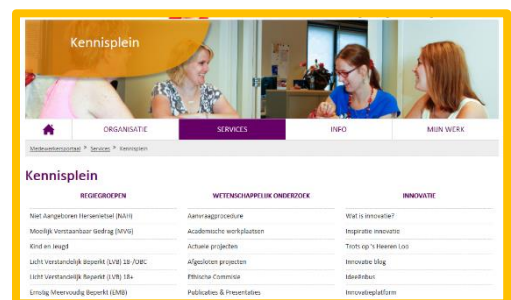 Kennisplein
ORGANISATIE SERVICES INFO MIJN WERK
Medewerkersportaal > Services > Kennisplein
Kennisplein
REGIEGROEPEN WETENSCHAPPELIJK ONDERZOEK INNOVATIE
Niet Aangeboren Hersenletsel (NAH) Aanvraagprocedure Wat is innovatie?
Moeilijk Verstaanbaar Gedrag (MVG) Academische werkplaatsen Inspiratie innovatie
Kind en Jeugd Actuele projecten Trots op 's Heeren Loo
Licht Verstandelijk Beperkt (LVB) 18-/OBC Afgesloten projecten Innovatie blog
Licht Verstandelijk Beperkt (LVB) 18+ Ethische Commissie Ideeënbus
Ernstig Meervoudig Beperkt (EMB) Publicaties & Presentaties Innovatieplatform